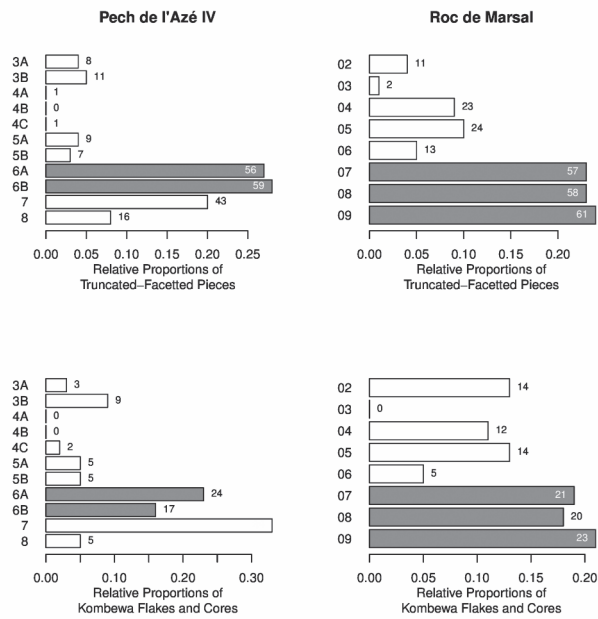 Pech de l'Azé IV
3A 8
3B 11
4A 1
4B 0
4C 1
5A 9
5B 7
6A 56
6B 59
7 43
8 16
0.00 0.05 0.10 0.15 0.20 0.25
Relative Proportions of
Truncated−Facetted Pieces
Roc de Marsal
02 11
03 2
04 23
05 24
06 13
07 57
08 58
09 61
0.00 0.05 0.10 0.15 0.20
Relative Proportions of
Truncated−Facetted Pieces
3A 3
3B 9
4A 0
4B 0
4C 2
5A 5
5B 5
6A 24
6B 17
7
8 5
0.00 0.10 0.20 0.30
Relative Proportions of
Kombewa Flakes and Cores
02 14
03 0
04 12
05 14
06 5
07 21
08 20
09 23
0.00 0.05 0.10 0.15 0.20
Relative Proportions of
Kombewa Flakes and Cores